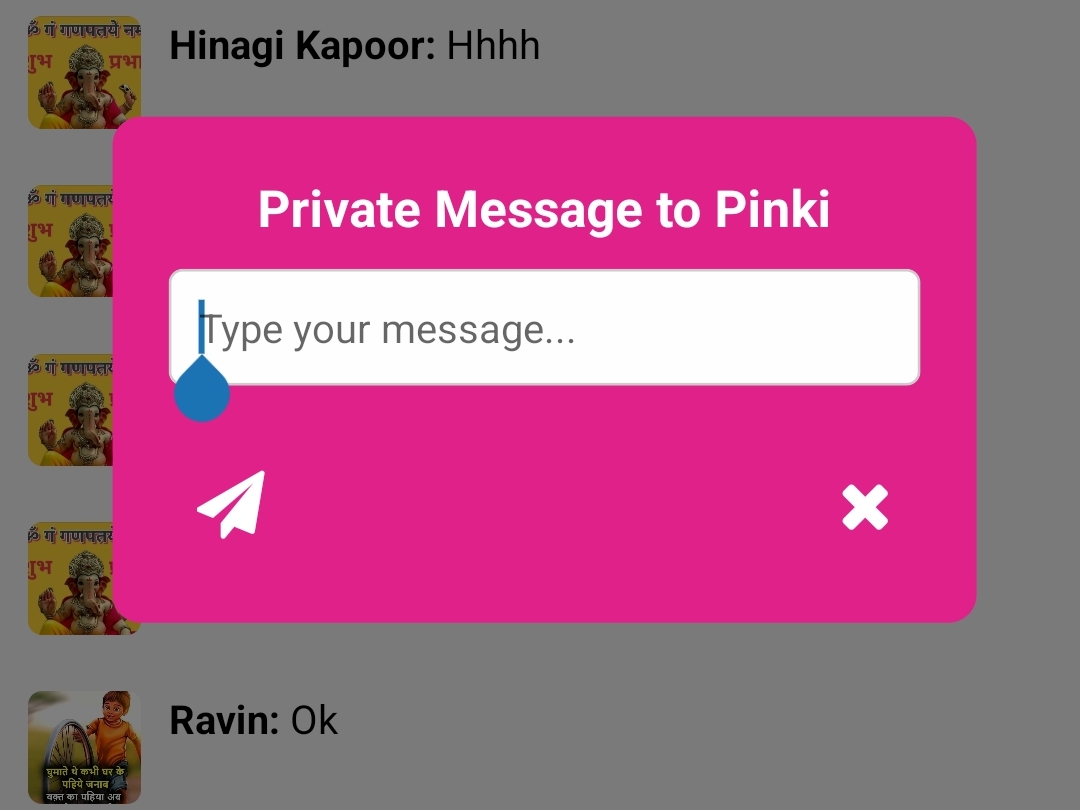 ॐ गं गणपतये नम
शुभ
प्रभा
Hinagi Kapoor: Hhhh
Private Message to Pinki
ॐ गं गणपतये
शुभ
Type your message...
ॐ गं गणपतये
शुभ
ॐ गं गणपतये
शुभ
Ravin: Ok
घुमाते थे कभी घर के
पहिये जनाब
वक़्त का पहिया अब